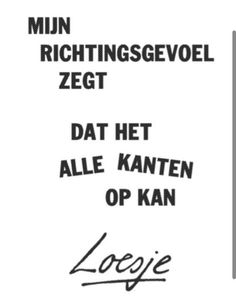 MIJN
RICHTINGSGEVOEL
ZEGT
DAT HET
ALLE KANTEN
OP KAN
Loesje